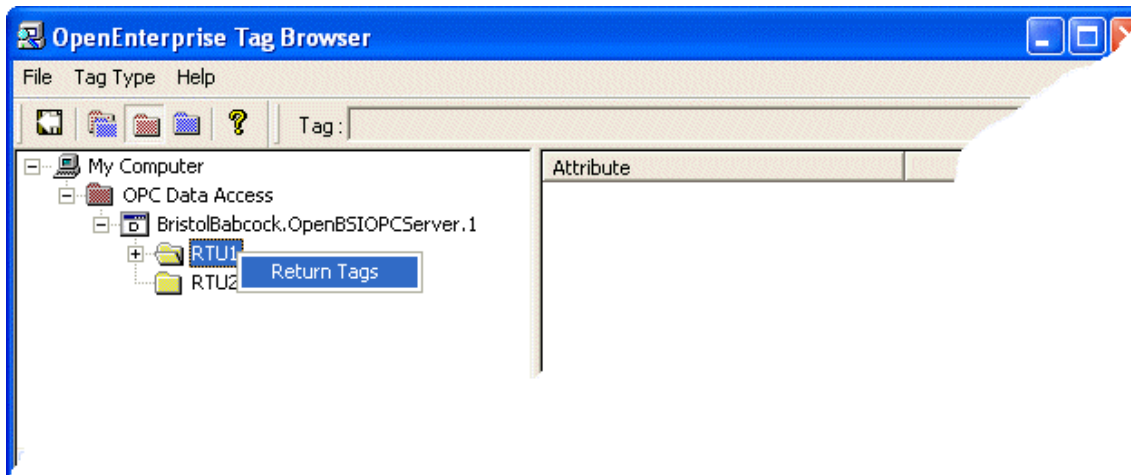 OpenEnterprise Tag Browser
File Tag Type Help
? Tag:
My Computer
Attribute
OPC Data Access
BristolBabcock.OpenBSIOPCServer.1
RTU1
Return Tags
RTU2